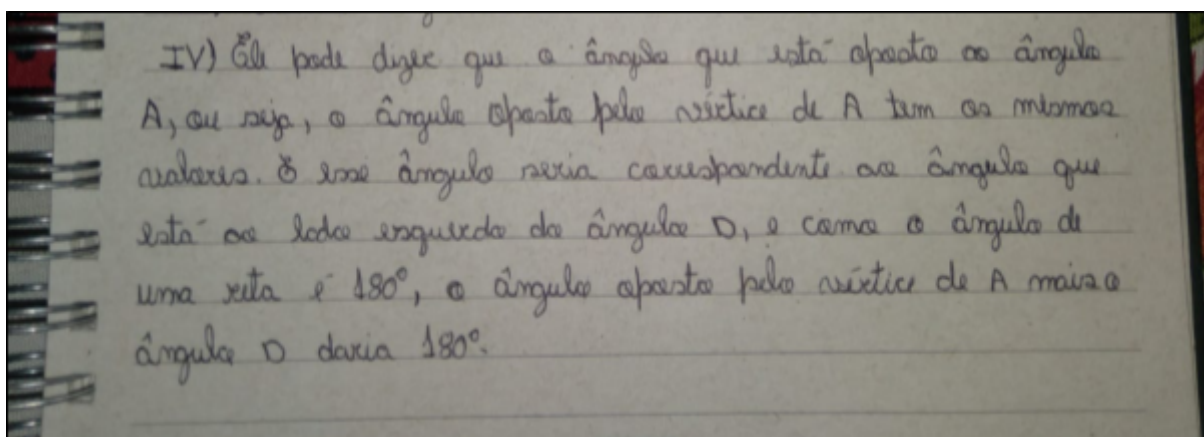 IV) Ele pode dizer que o ângulo que está oposto ao ângulo
A, ou seja, o ângulo oposto pelo vértice de A tem os mesmos
valores. E esse ângulo seria correspondente ao ângulo que
está ao lado esquerdo do ângulo D, e como o ângulo de
uma reta é 180°, o ângulo oposto pelo vértice de A mais o
ângulo D daria 180°.